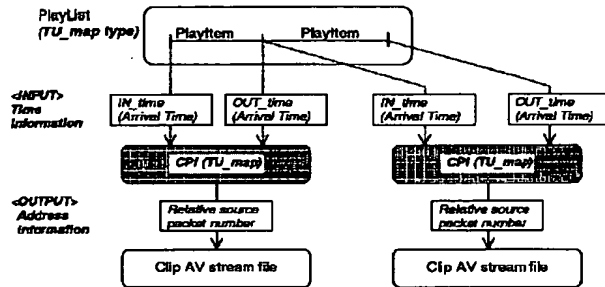 PlayList
(TU_map type)
PlayItem PlayItem
<INPUT>
Time
Information
IN_time
(Arrival Time)
OUT_time
(Arrival Time)
IN_time
(Arrival Time)
OUT_time
(Arrival Time)
CPI (TU_map)
CPI (TU_map)
<OUTPUT>
Address
Information
Relative source
packet number
Relative source
packet number
Clip AV stream file
Clip AV stream file